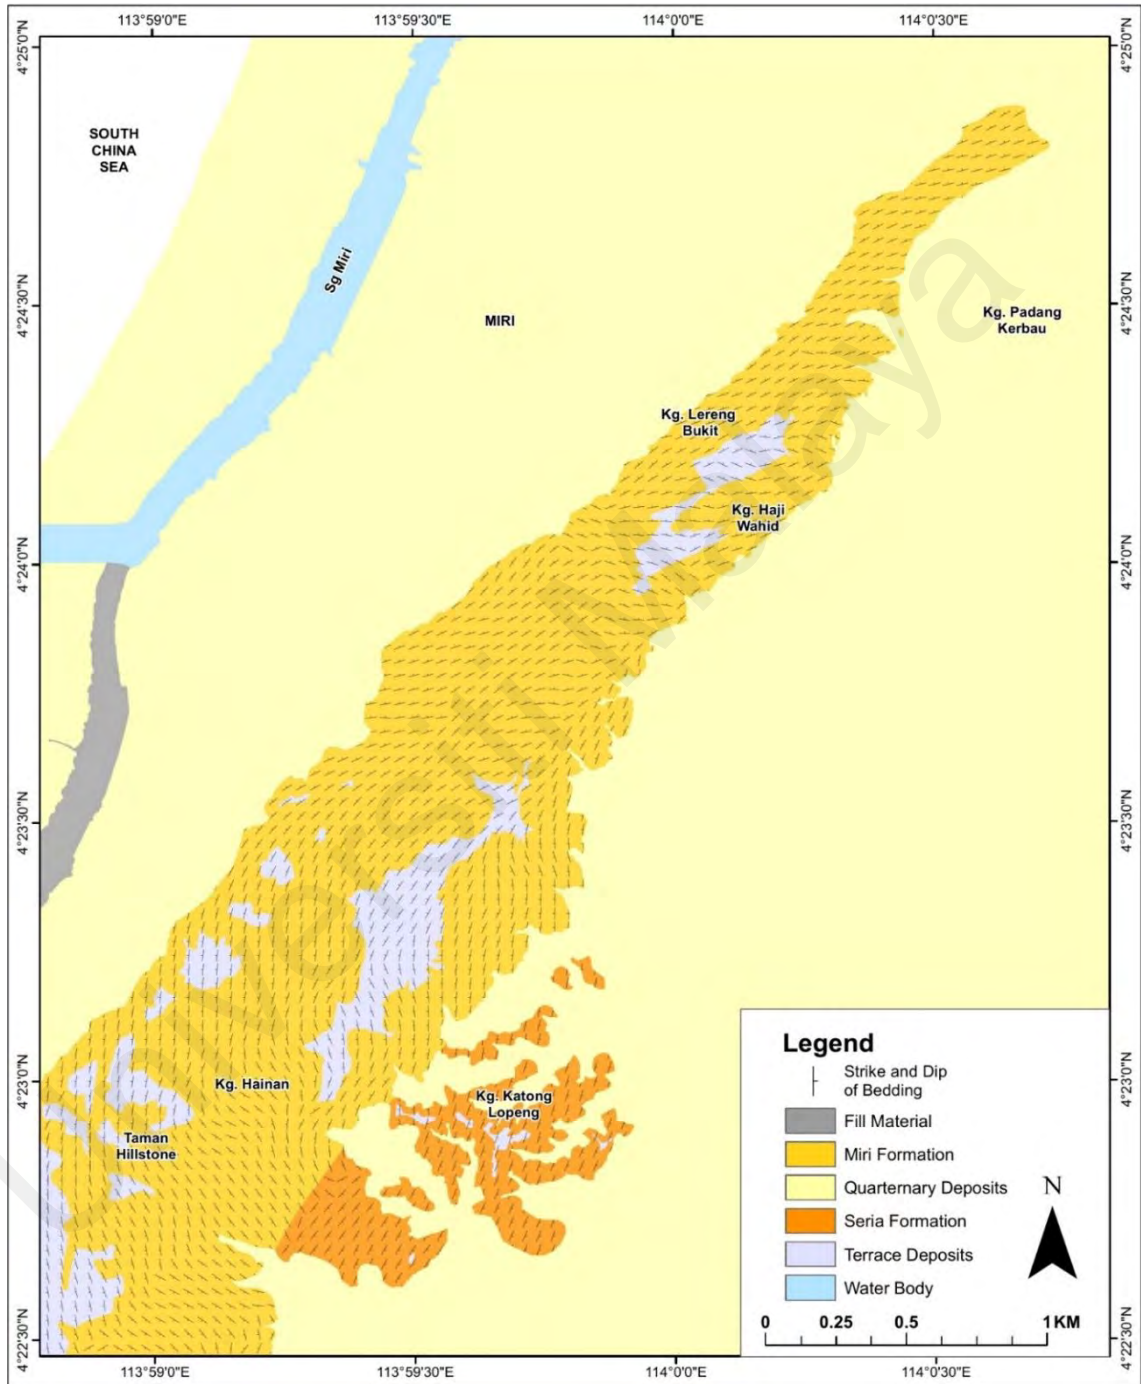 113°59'0"E 113°59'30"E 114°0'0"E 114°0'30"E
4°25'0"N
4°25'0"N
SOUTH
CHINA
SEA
Sg Miri
MIRI
4°24'30"N
4°24'30"N
Kg. Padang
Kerbau
Kg. Lereng
Bukit
Kg. Haji
Wahid
4°24'0"N
4°24'0"N
4°23'30"N
4°23'30"N
Kg. Hainan
Kg. Katong
Lopeng
Taman
Hillstone
4°23'0"N
4°23'0"N
Legend
Strike and Dip
of Bedding
Fill Material
Miri Formation
Quarternary Deposits
Seria Formation
Terrace Deposits
Water Body
N
0 0.25 0.5 1 KM
4°22'30"N
4°22'30"N
113°59'0"E 113°59'30"E 114°0'0"E 114°0'30"E
Universiti Malaya